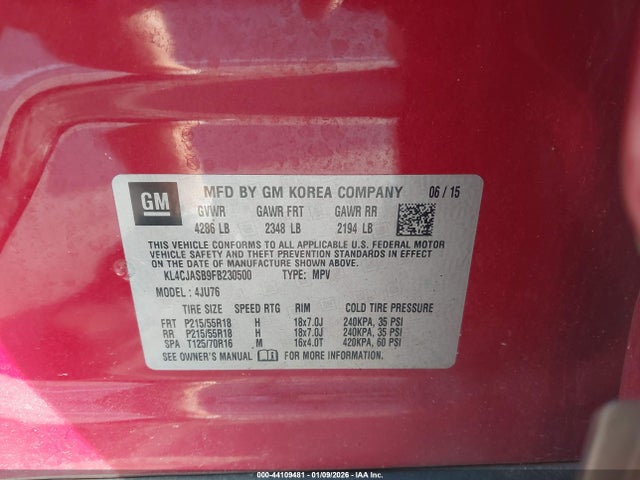 GM
MFD BY GM KOREA COMPANY 06 / 15
GVWR GAWR FRT GAWR RR
4286 LB 2348 LB 2194 LB
THIS VEHICLE CONFORMS TO ALL APPLICABLE U.S. FEDERAL MOTOR
VEHICLE SAFETY, BUMPER, AND THEFT PREVENTION STANDARDS
IN EFFECT ON THE DATE OF MANUFACTURE SHOWN ABOVE.
KL4CJASB9FB230500 TYPE: MPV
MODEL: 4JU76
TIRE SIZE SPEED RTG RIM COLD TIRE PRESSURE
FRT P215/55R18 H 18x7.0J 240KPA, 35 PSI
RR P215/55R18 H 18x7.0J 240KPA, 35 PSI
SPA T125/70R16 M 16x4.0T 420KPA, 60 PSI
SEE OWNER'S MANUAL FOR MORE INFORMATION.
000-44109481 - 01/09/2026 - IAA Inc.